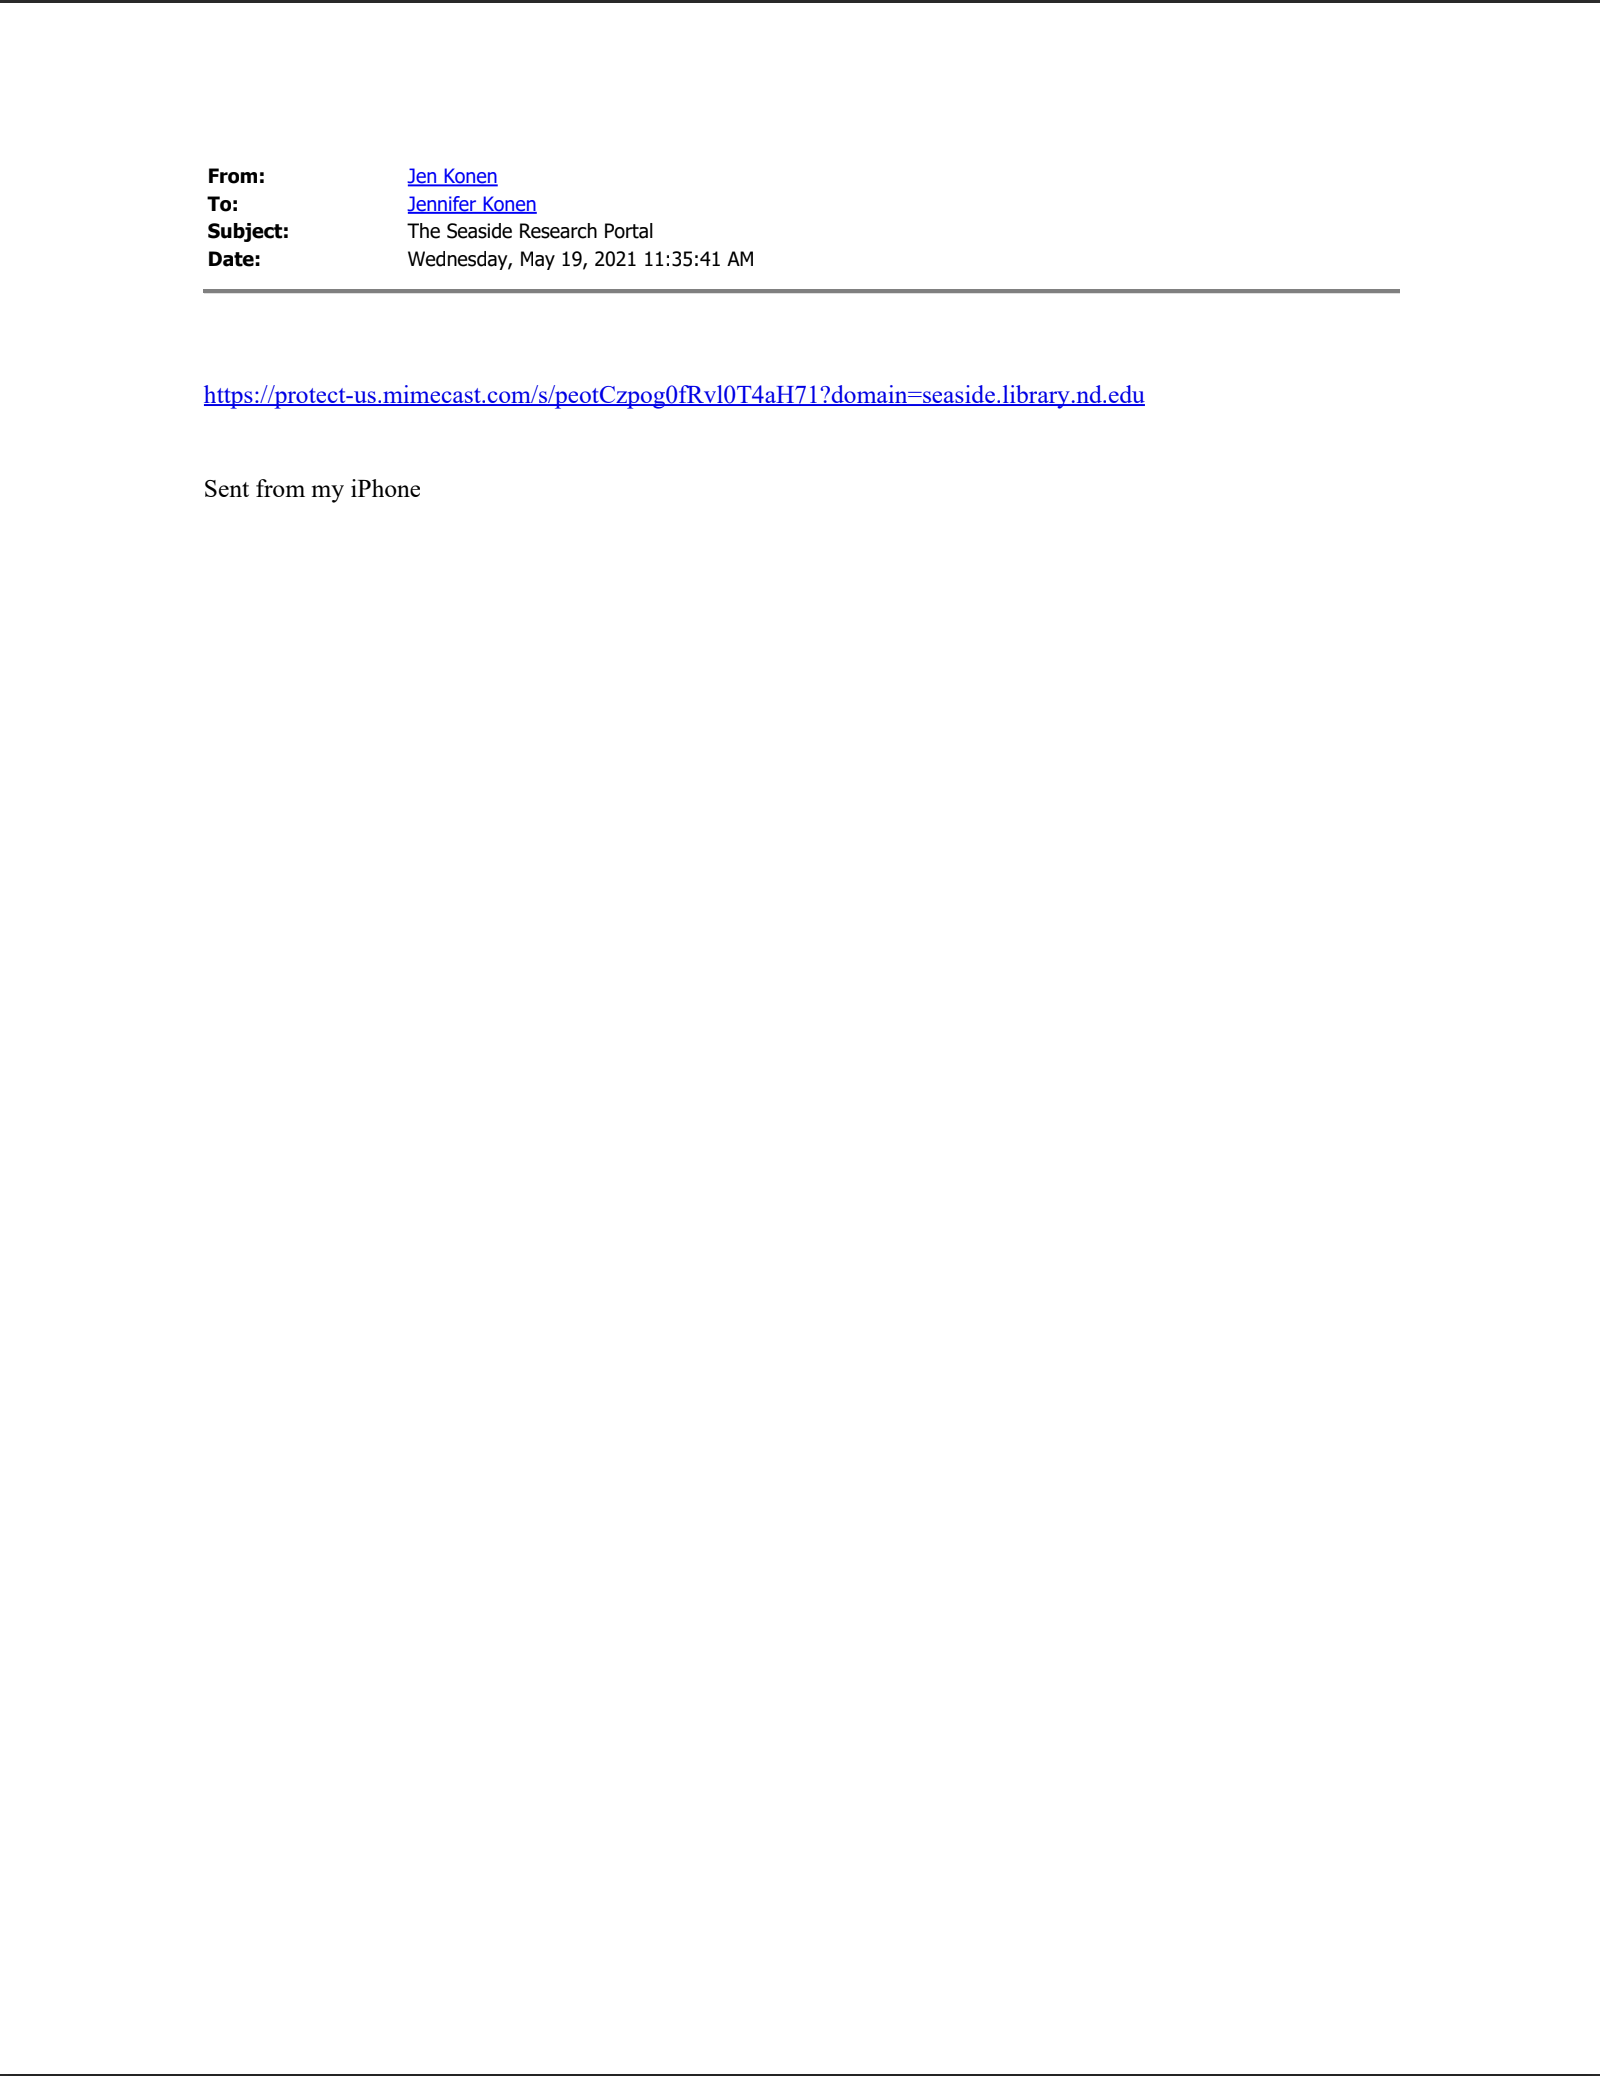 From: Jen Konen
To: Jennifer Konen
Subject: The Seaside Research Portal
Date: Wednesday, May 19, 2021 11:35:41 AM
https://protect-us.mimecast.com/s/peotCzpog0fRvl0T4aH71?domain=seaside.library.nd.edu
Sent from my iPhone